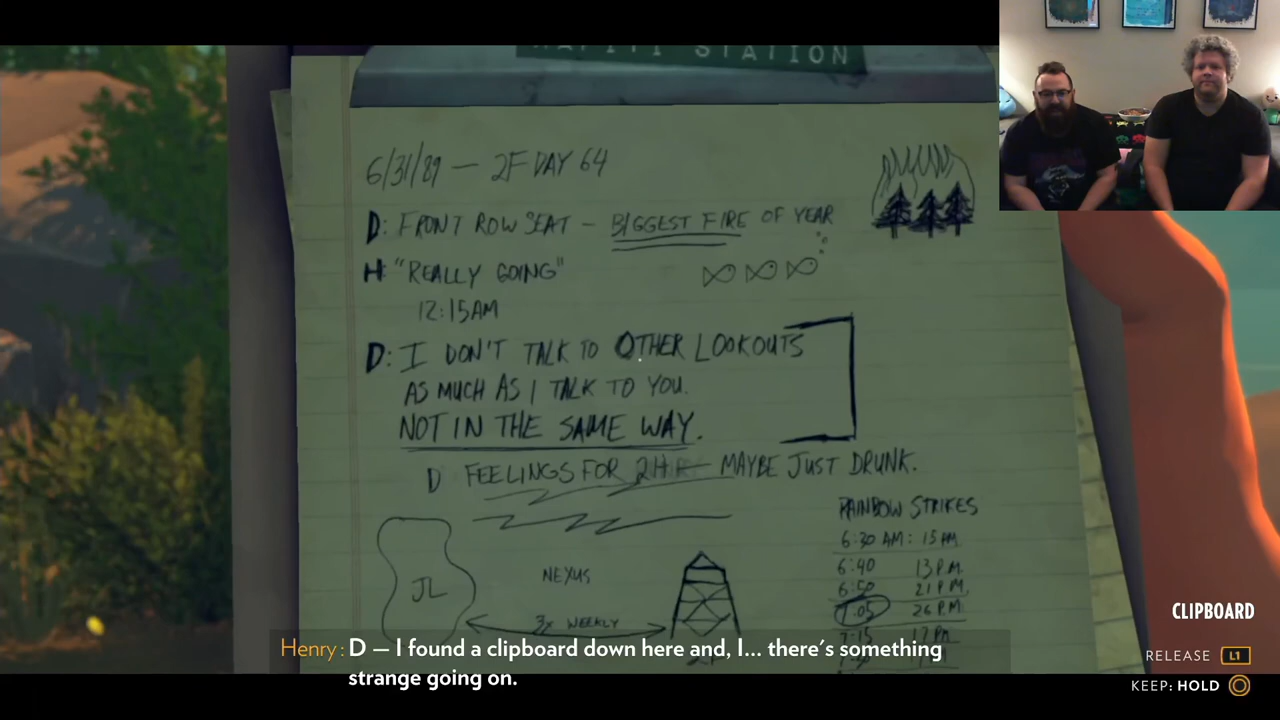 STATION
6/31/89 — 2F DAY 64
D: FRONT ROW SEAT - BIGGEST FIRE OF YEAR
H: "REALLY GOING"
12:15AM
D: I DON'T TALK TO OTHER LOOKOUTS
AS MUCH AS I TALK TO YOU.
NOT IN THE SAME WAY.
D FEELINGS FOR MAYBE JUST DRUNK.
RAINBOW STRIKES
6:30 AM: 15 PM
6:40 13 P.M.
6:50 21 P.M.
7:05 26 P.M.
7:15 17 PM
JL
NEXUS
3x WEEKLY
CLIPBOARD
Henry: D — I found a clipboard down here and, I... there's something
strange going on.
RELEASE L1
KEEP: HOLD